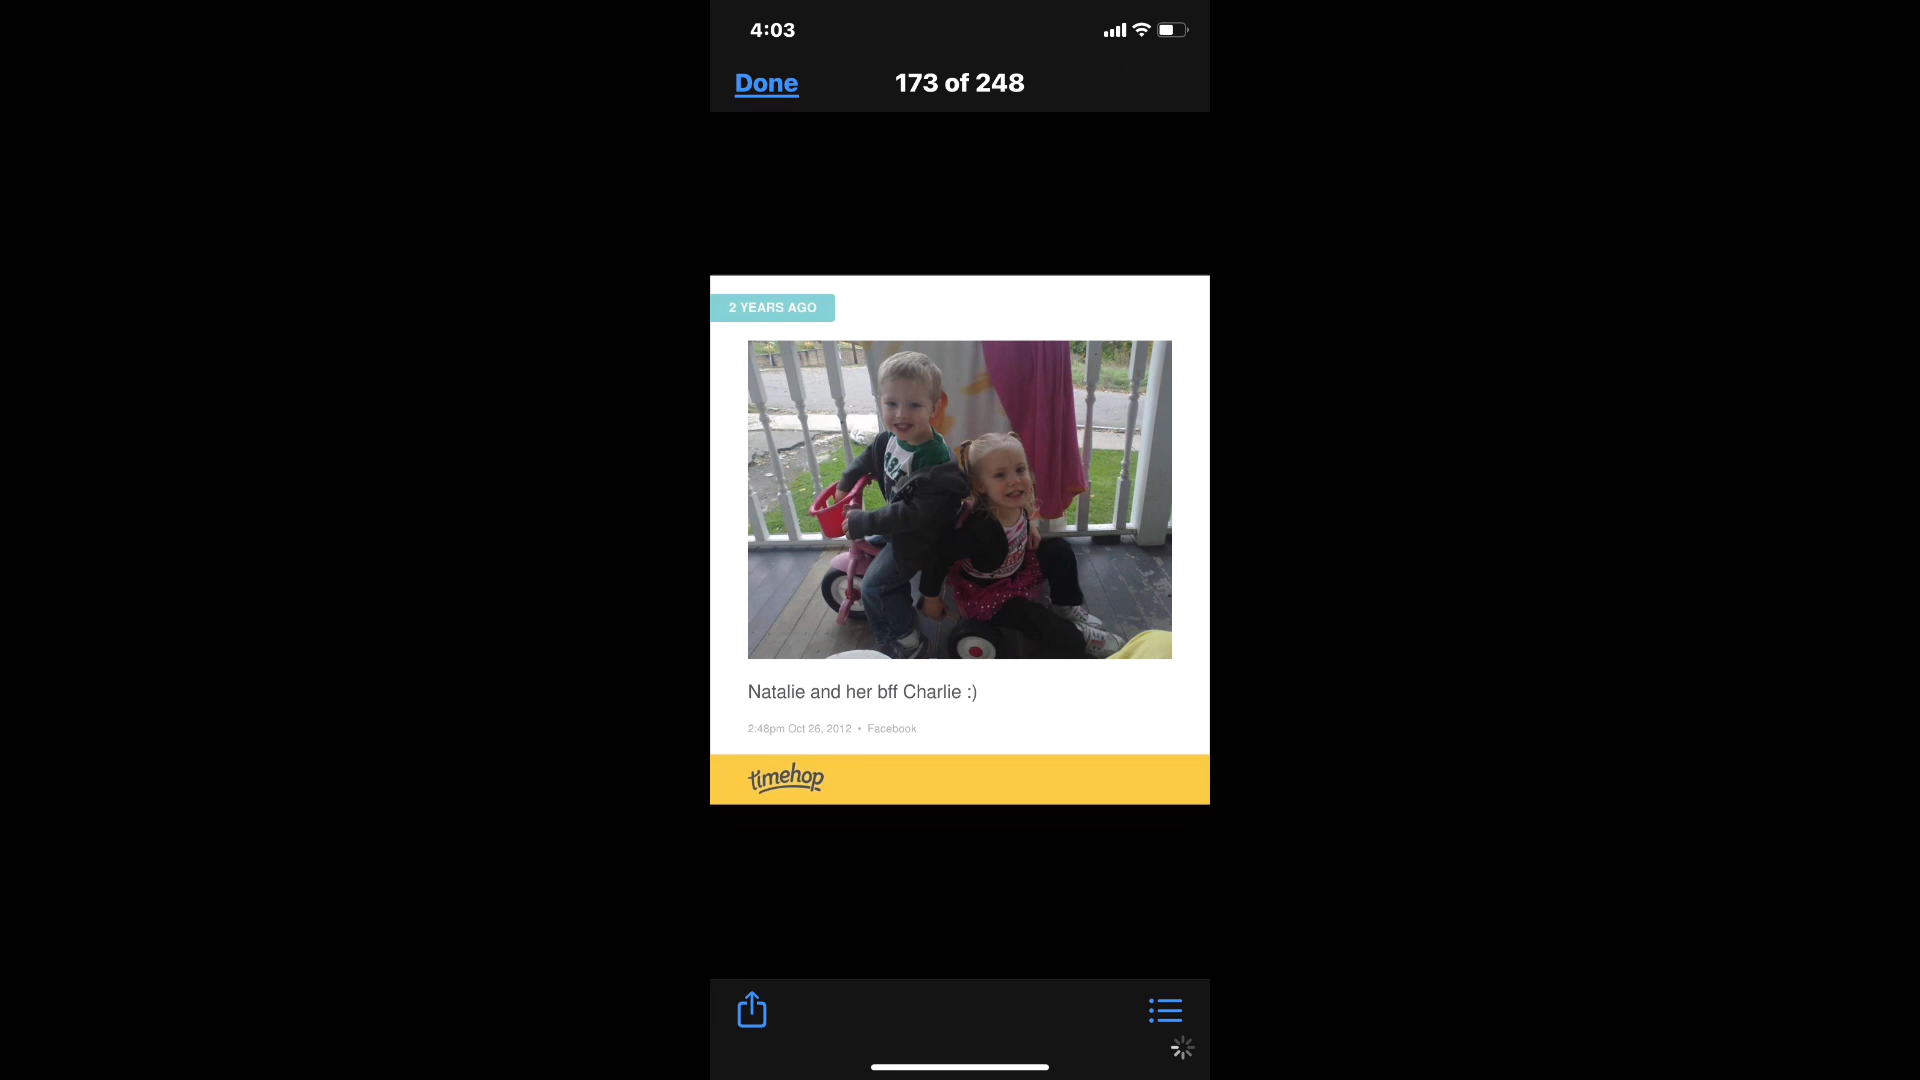 4:03
Done
173 of 248
2 YEARS AGO
Natalie and her bff Charlie :)
2:48pm Oct 26, 2012 • Facebook
timehop